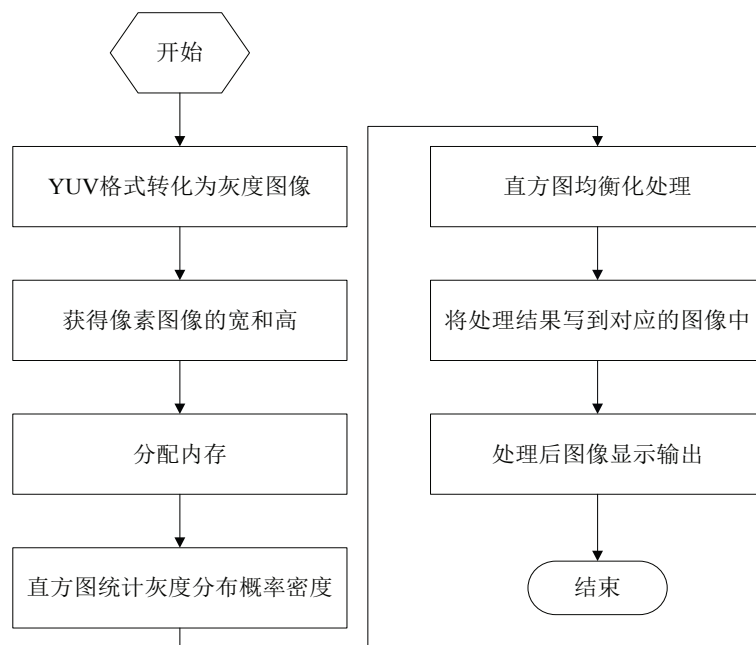 开始
YUV格式转化为灰度图像
获得像素图像的宽和高
分配内存
直方图统计灰度分布概率密度
直方图均衡化处理
将处理结果写到对应的图像中
处理后图像显示输出
结束